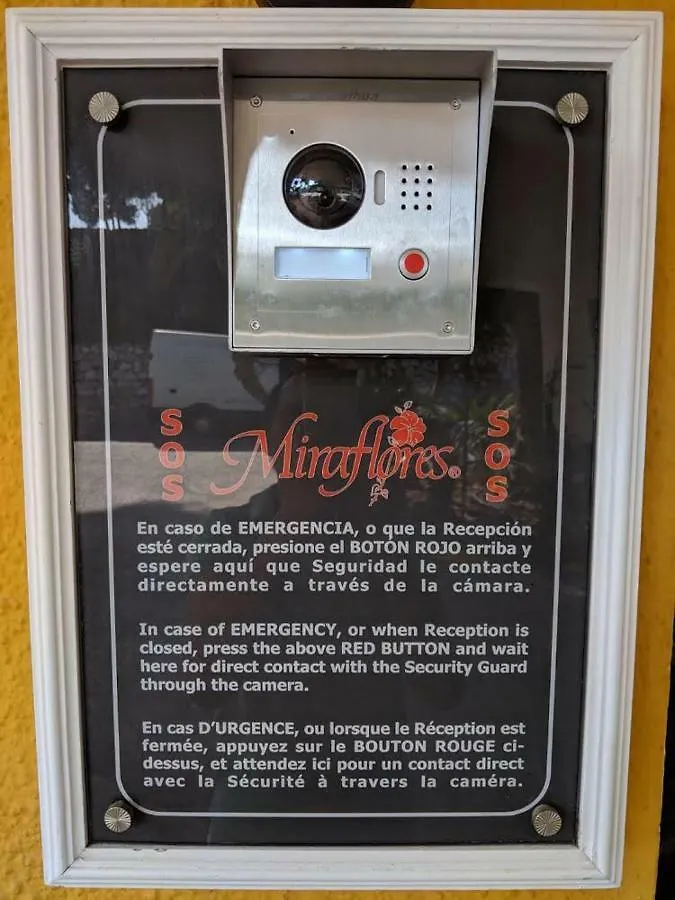 SOS
Miraflores®
SOS
En caso de EMERGENCIA, o que la Recepción
esté cerrada, presione el BOTÓN ROJO arriba y
espere aquí que Seguridad le contacte
directamente a través de la cámara.
In case of EMERGENCY, or when Reception is
closed, press the above RED BUTTON and wait
here for direct contact with the Security Guard
through the camera.
En cas D'URGENCE, ou lorsque le Réception est
fermée, appuyez sur le BOUTON ROUGE ci-
dessus, et attendez ici pour un contact direct
avec la Sécurité à travers la caméra.